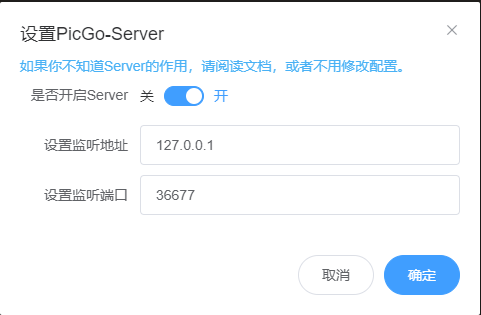 设置PicGo-Server
如果你不知道Server的作用，请阅读文档，或者不用修改配置。
是否开启Server 关 开
设置监听地址 127.0.0.1
设置监听端口 36677
取消 确定